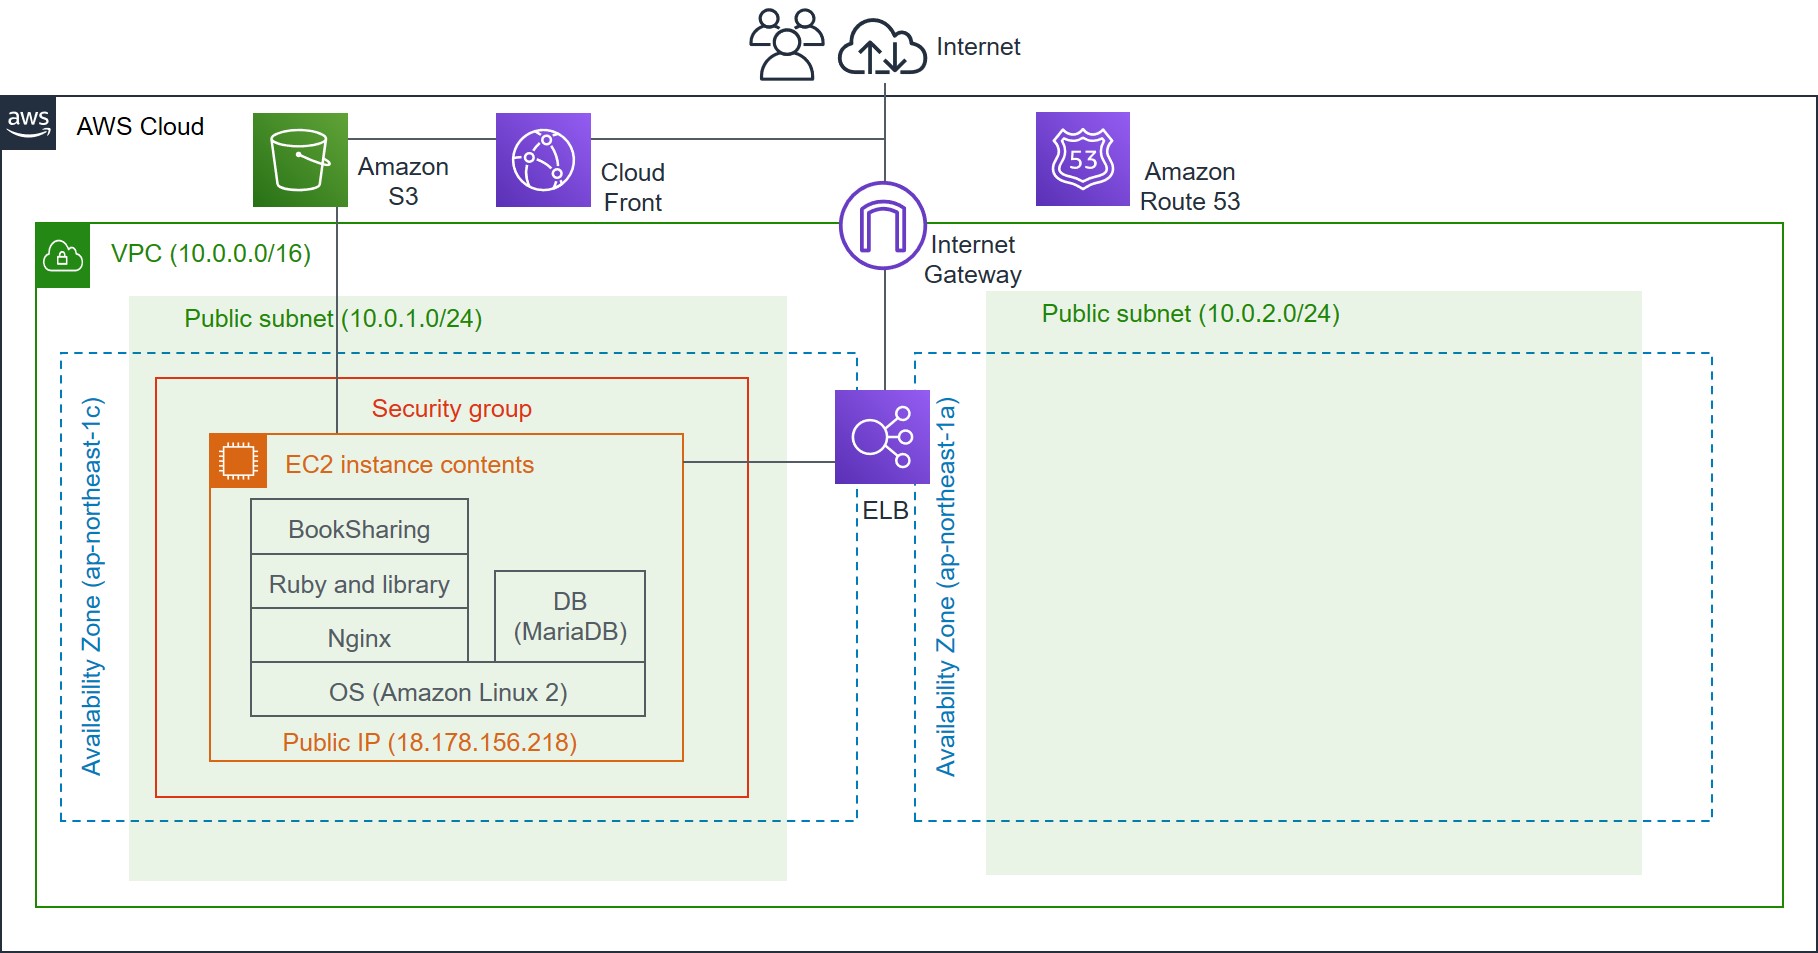 Internet
aws
AWS Cloud
Amazon
S3
Cloud
Front
53
Amazon
Route 53
VPC (10.0.0.0/16)
Internet
Gateway
Public subnet (10.0.1.0/24)
Public subnet (10.0.2.0/24)
Availability Zone (ap-northeast-1c)
Security group
EC2 instance contents
BookSharing
Ruby and library
Nginx
DB
(MariaDB)
OS (Amazon Linux 2)
Public IP (18.178.156.218)
ELB
Availability Zone (ap-northeast-1a)